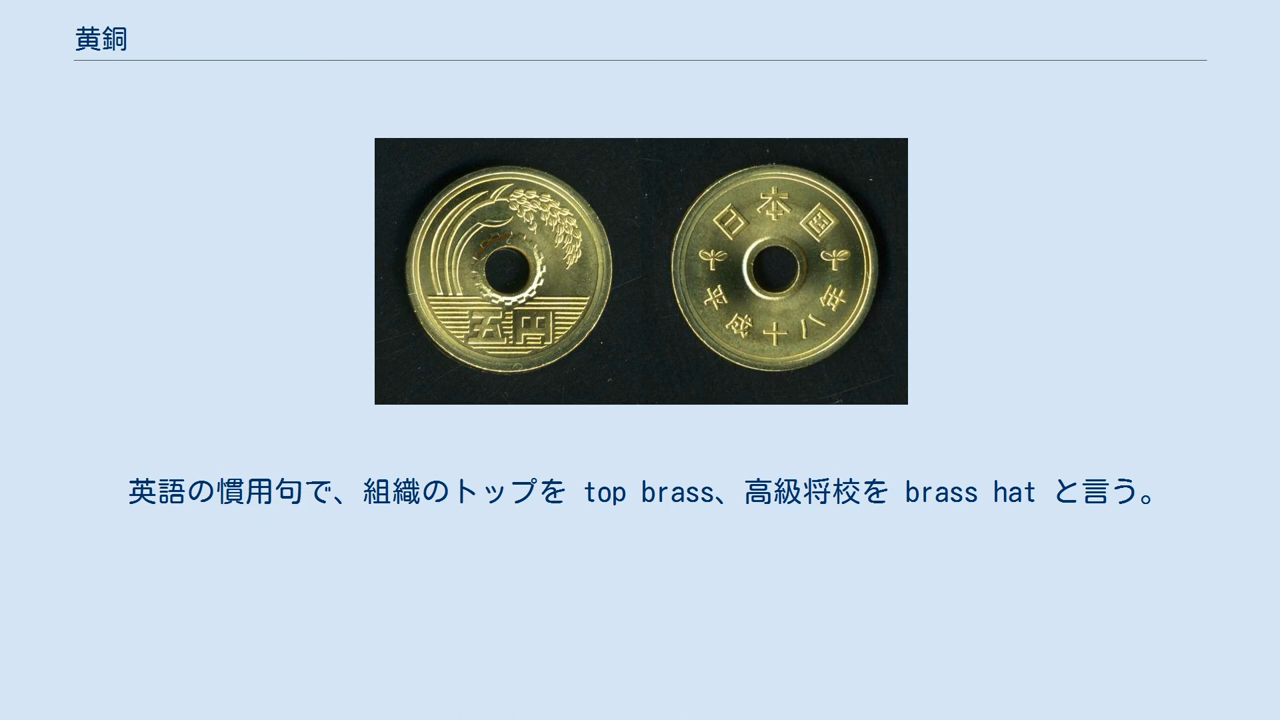 黄銅
五円
日本国
平成十八年
英語の慣用句で、組織のトップを top brass、高級将校を brass hat と言う。